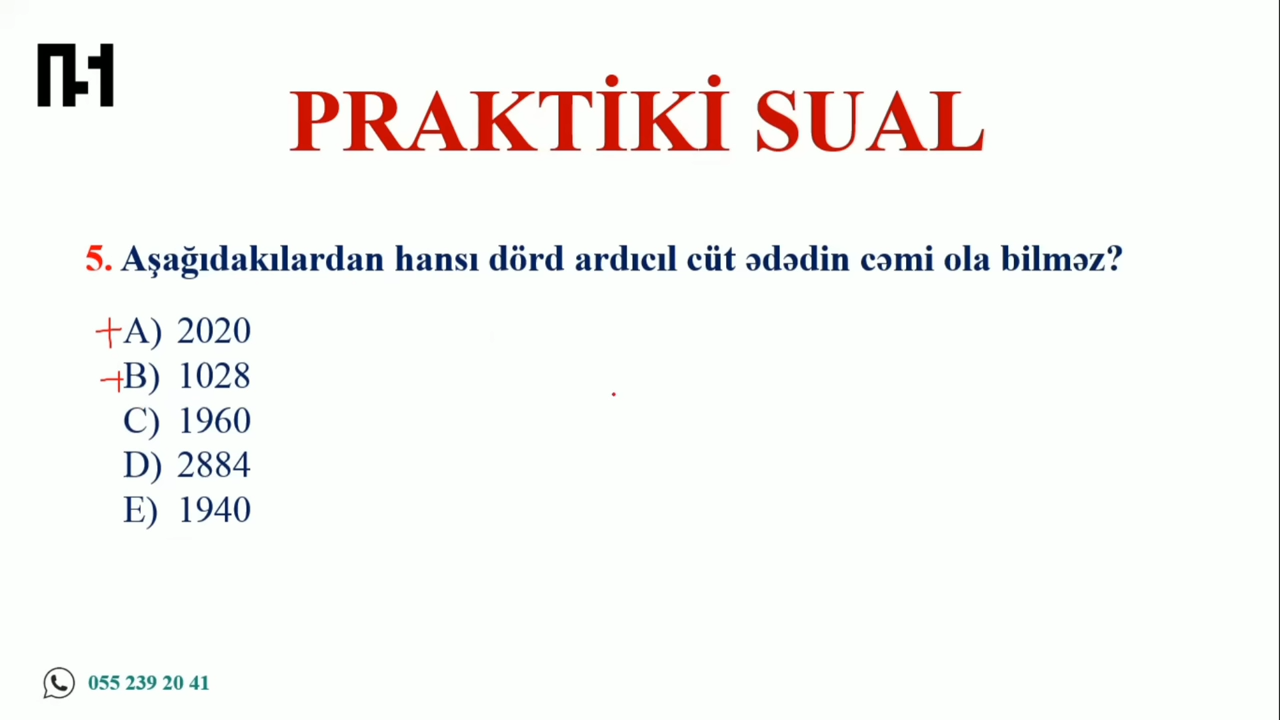 PRAKTİKİ SUAL
5. Aşağıdakılardan hansı dörd ardıcıl cüt ədədin cəmi ola bilməz?
+A) 2020
+B) 1028
C) 1960
D) 2884
E) 1940
055 239 20 41